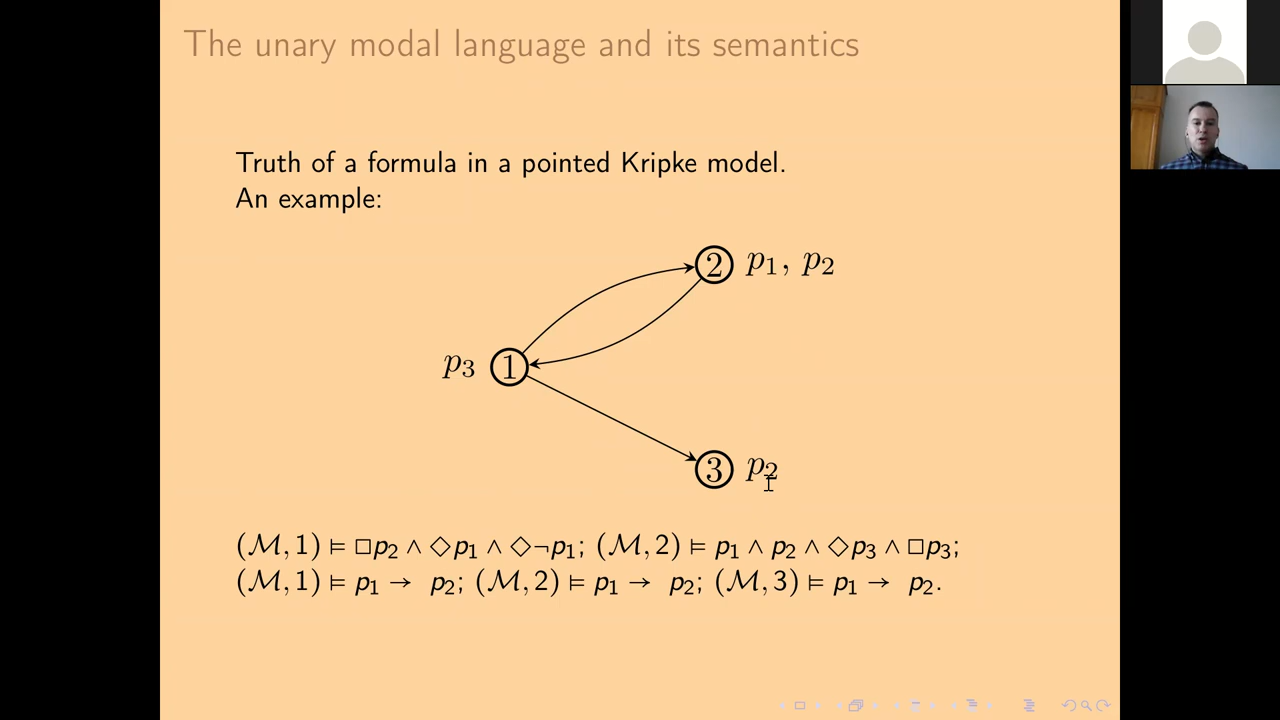 The unary modal language and its semantics
Truth of a formula in a pointed Kripke model.
An example:
2 p₁, p₂
p₃ 1
3 p₂
(ℳ, 1) ⊨ □p₂ ∧ ◇p₁ ∧ ◇¬p₁; (ℳ, 2) ⊨ p₁ ∧ p₂ ∧ ◇p₃ ∧ □p₃;
(ℳ, 1) ⊨ p₁ → p₂; (ℳ, 2) ⊨ p₁ → p₂; (ℳ, 3) ⊨ p₁ → p₂.